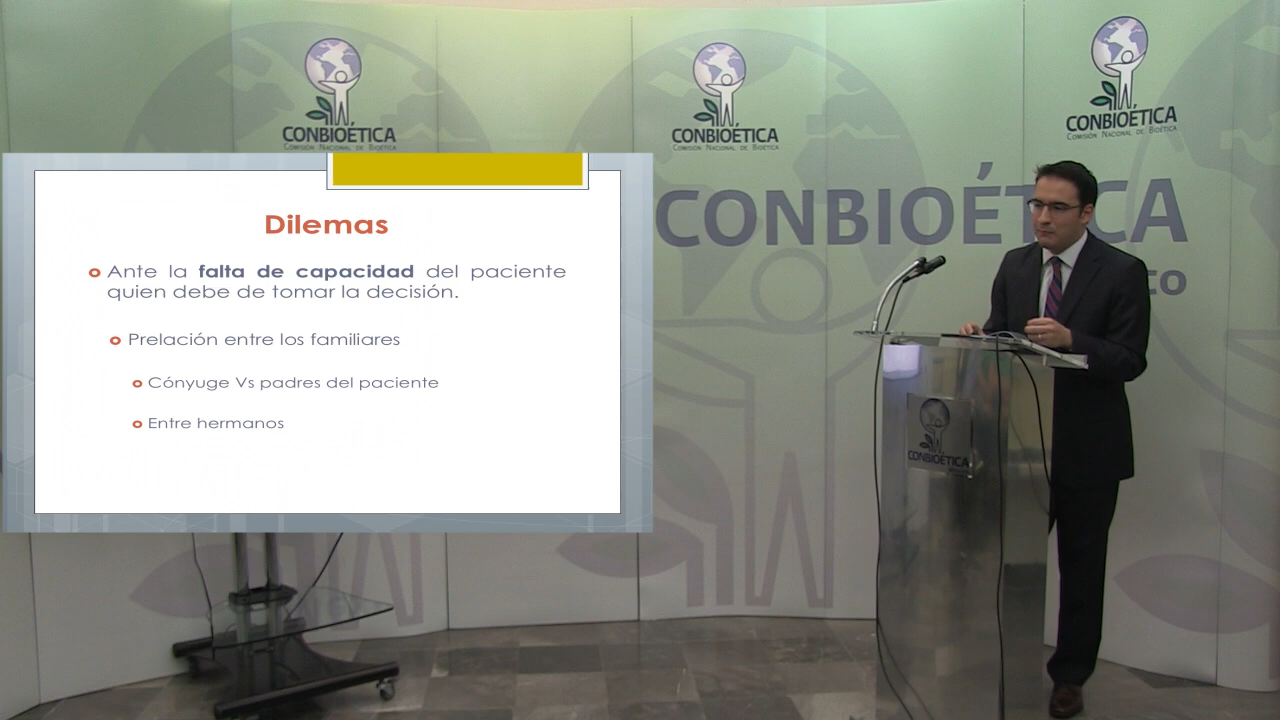 CONBIOÉTICA
COMISIÓN NACIONAL DE BIOÉTICA
CONBIOÉTICA
COMISIÓN NACIONAL DE BIOÉTICA
CONBIOÉTICA
COMISIÓN NACIONAL DE BIOÉTICA
CONBIOÉT CA
co
Dilemas
Ante la falta de capacidad del paciente
quien debe de tomar la decisión.
Prelación entre los familiares
Cónyuge Vs padres del paciente
Entre hermanos
CONBIOÉTICA